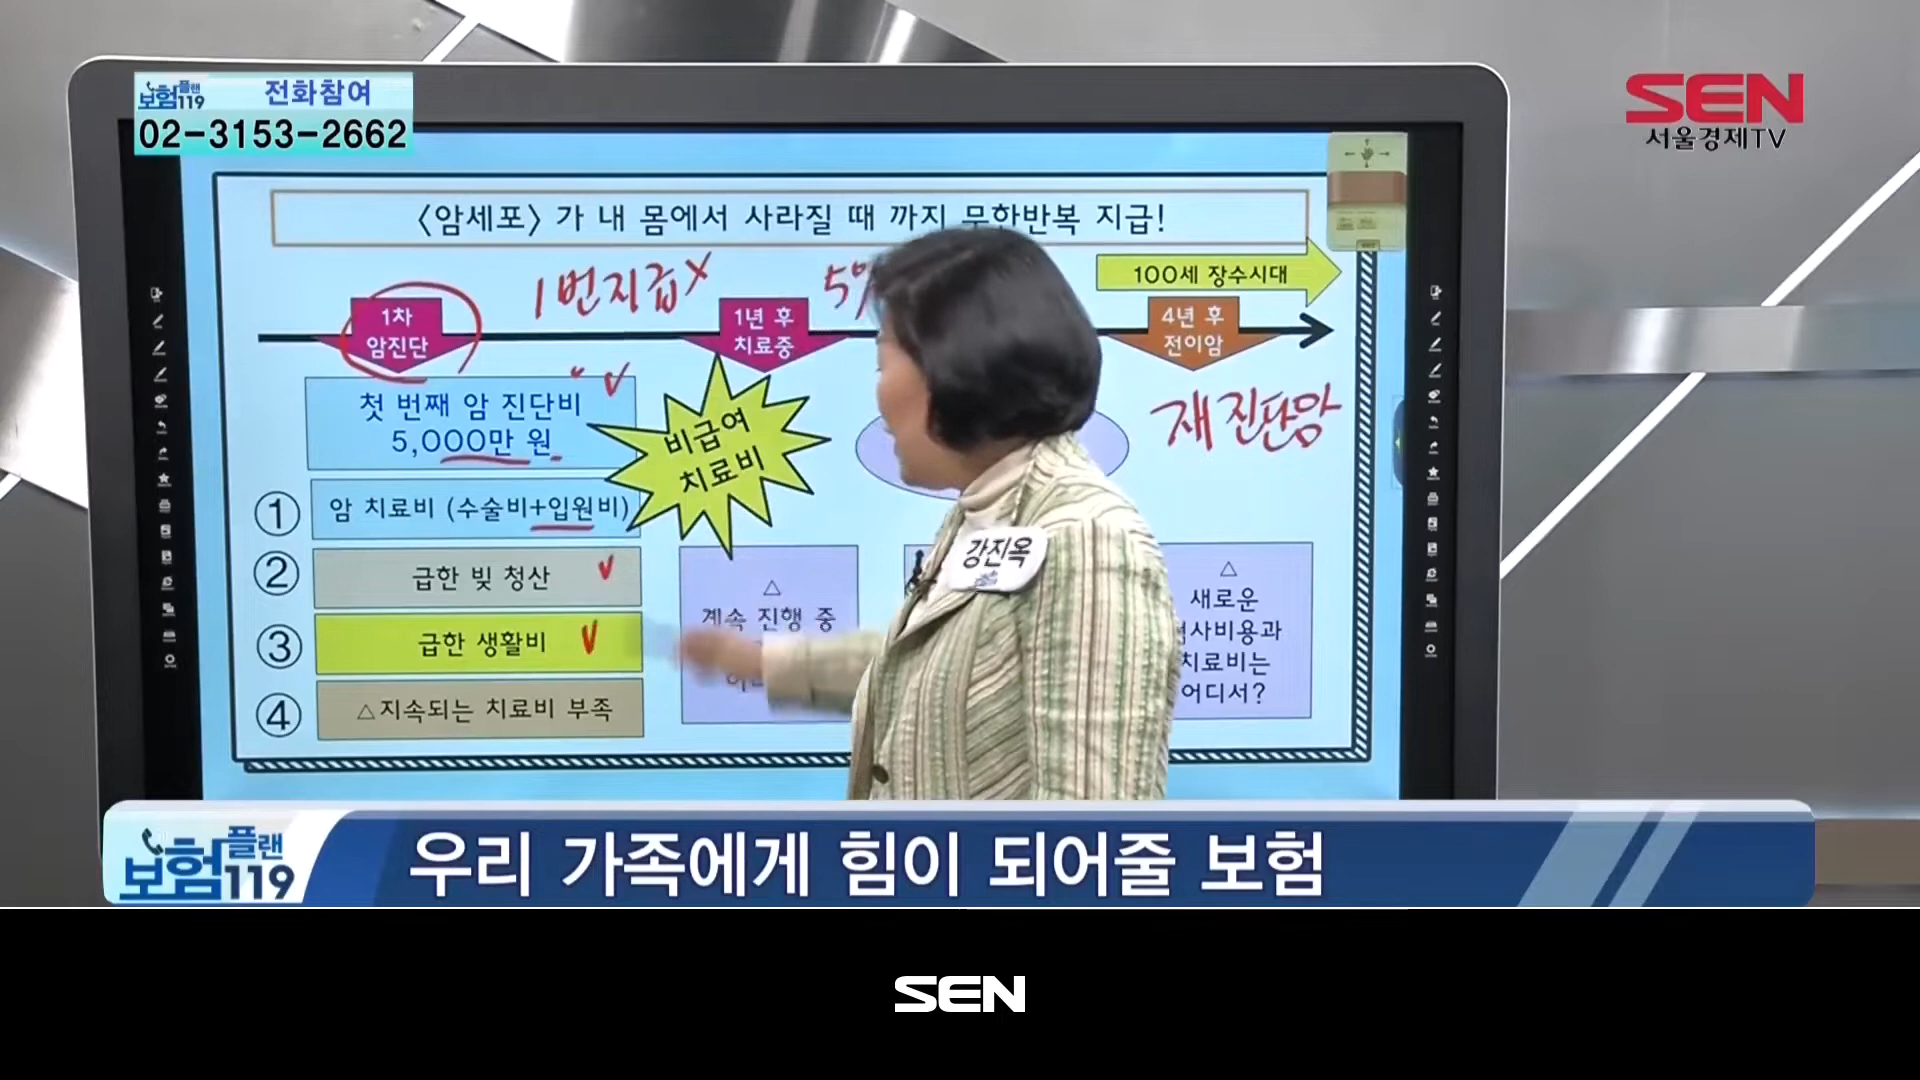 보험플랜119 전화참여
02-3153-2662
SEN
서울경제TV
〈암세포〉가 내 몸에서 사라질 때 까지 무한반복 지급!
100세 장수시대
1번지급X
1차
암진단
1년 후
치료중
4년 후
전이암
재진단암
첫 번째 암 진단비
5,000만 원
비급여
치료비
① 암 치료비 (수술비+입원비)
② 급한 빚 청산
③ 급한 생활비
④ △지속되는 치료비 부족
△
계속 진행 중
△
새로운
검사비용과
치료비는
어디서?
강진옥
보험플랜119
우리 가족에게 힘이 되어줄 보험
SEN